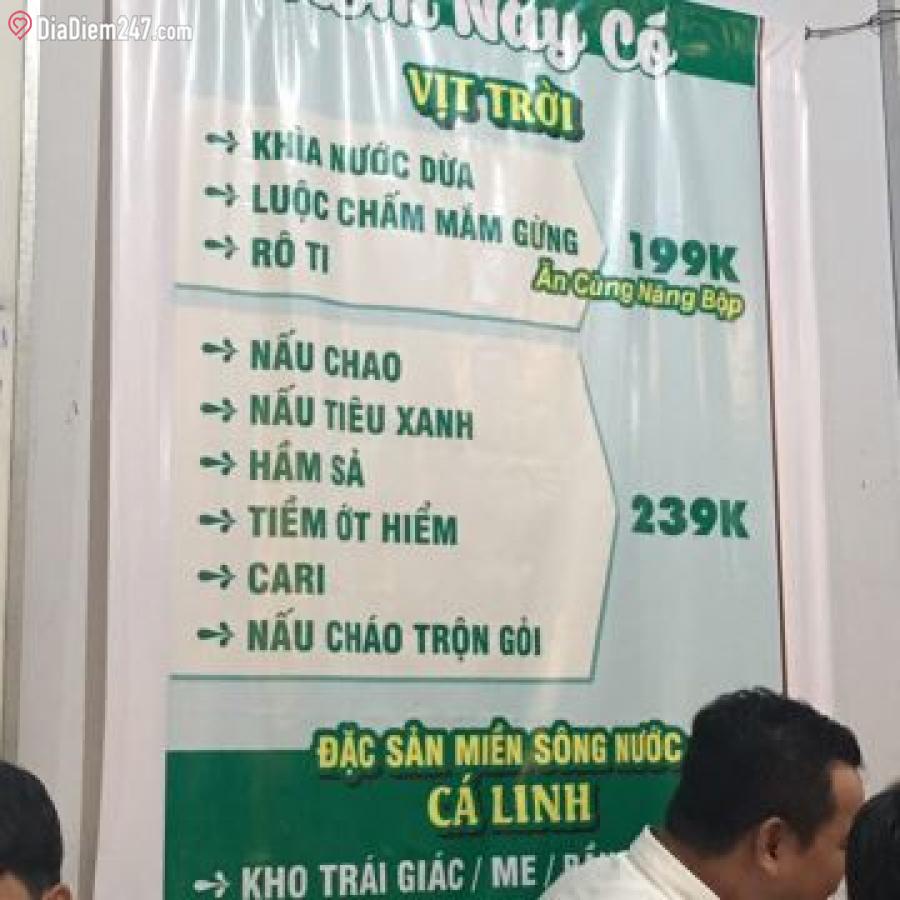 DiaDiem247.com
Nay Có
VỊT TRỜI
KHÌA NƯỚC DỪA
LUỘC CHẤM MẮM GỪNG
RÔ TI
199K
Ăn Cùng Năng Bộp
NẤU CHAO
NẤU TIÊU XANH
HẦM SẢ
TIỀM ỚT HIỂM
CARI
NẤU CHÁO TRỘN GỎI
239K
ĐẶC SẢN MIỀN SÔNG NƯỚC
CÁ LINH
KHO TRÁI GIÁC / ME /